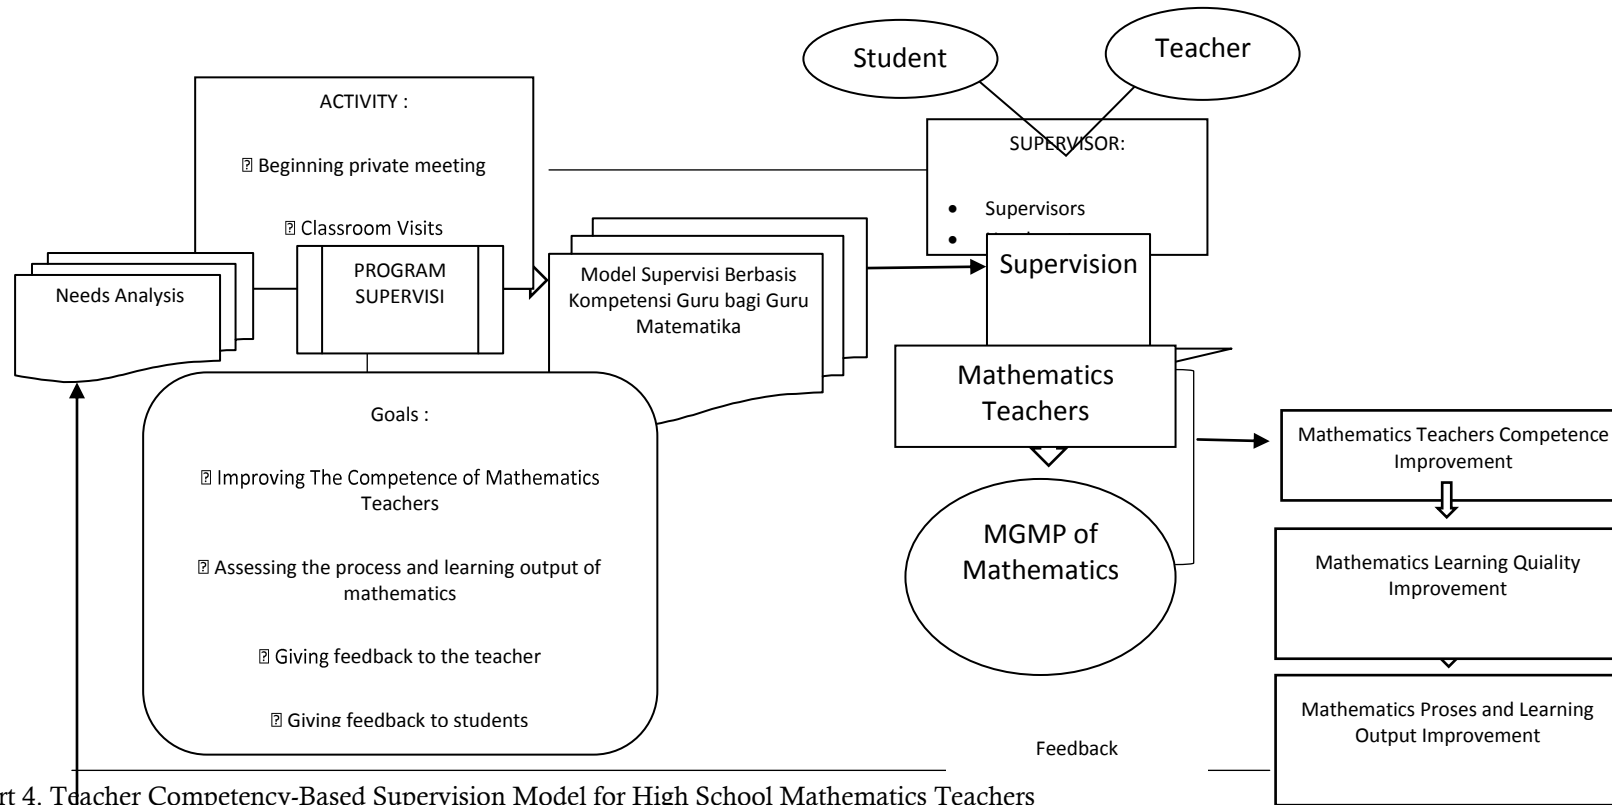 Student
Teacher
ACTIVITY :
Beginning private meeting
Classroom Visits
SUPERVISOR:
• Supervisors
•
Needs Analysis
PROGRAM
SUPERVISI
Model Supervisi Berbasis
Kompetensi Guru bagi Guru
Matematika
Supervision
Mathematics
Teachers
Goals :
Improving The Competence of Mathematics
Teachers
Assessing the process and learning output of
mathematics
Giving feedback to the teacher
Giving feedback to students
MGMP of
Mathematics
Mathematics Teachers Competence
Improvement
Mathematics Learning Quiality
Improvement
Mathematics Proses and Learning
Output Improvement
Feedback
rt 4. Teacher Competency-Based Supervision Model for High School Mathematics Teachers